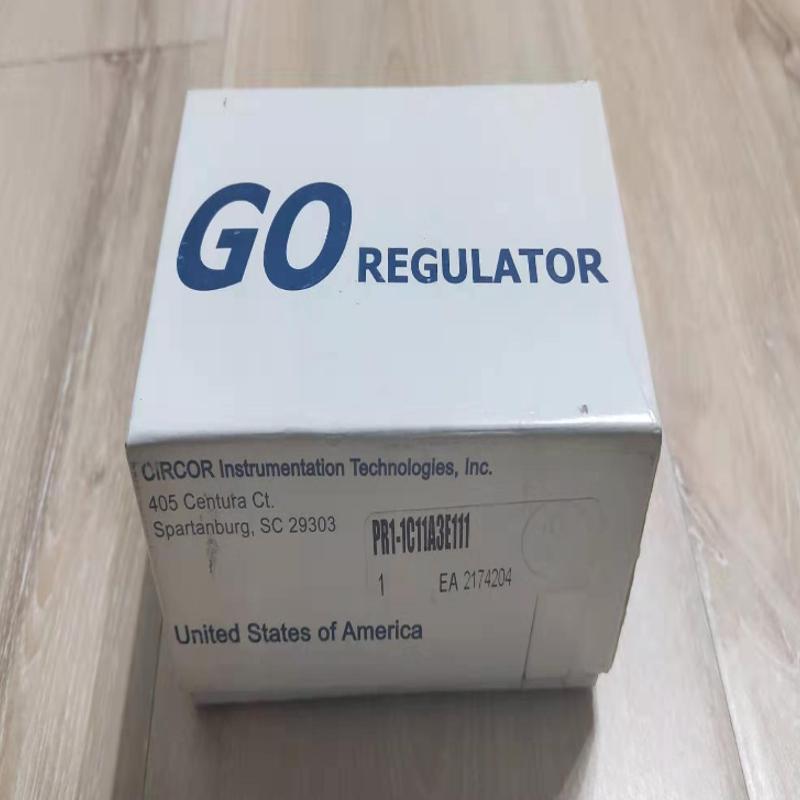 GO REGULATOR
CIRCOR Instrumentation Technologies, Inc.
405 Centura Ct.
Spartanburg, SC 29303
PR1-1C11A3E111
1 EA 2174204
United States of America